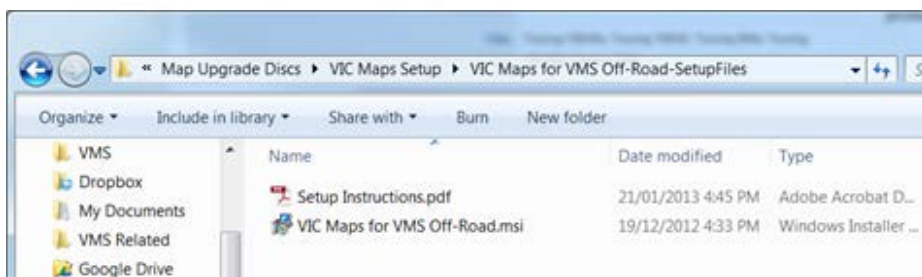 « Map Upgrade Discs ▸ VIC Maps Setup ▸ VIC Maps for VMS Off-Road-SetupFiles
Organize Include in library Share with Burn New folder
VMS
Dropbox
My Documents
VMS Related
Google Drive
Name Date modified Type
Setup Instructions.pdf 21/01/2013 4:45 PM Adobe Acrobat D...
VIC Maps for VMS Off-Road.msi 19/12/2012 4:33 PM Windows Installer ...